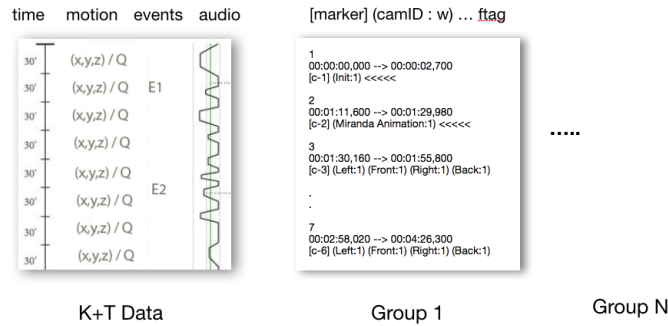 time motion events audio
30' (x,y,z) / Q
30' (x,y,z) / Q E1
30' (x,y,z) / Q
30' (x,y,z) / Q
30' (x,y,z) / Q
E2
30' (x,y,z) / Q
30' (x,y,z) / Q
30' (x,y,z) / Q
K+T Data
[marker] (camID : w) ... ftag
1
00:00:00,000 --> 00:00:02,700
[c-1] (Init:1) <<<<<
2
00:01:11,600 --> 00:01:29,980
[c-2] (Miranda Animation:1) <<<<<
3
00:01:30,160 --> 00:01:55,800
[c-3] (Left:1) (Front:1) (Right:1) (Back:1)
.
.
7
00:02:58,020 --> 00:04:26,300
[c-6] (Left:1) (Front:1) (Right:1) (Back:1)
Group 1
.....
Group N